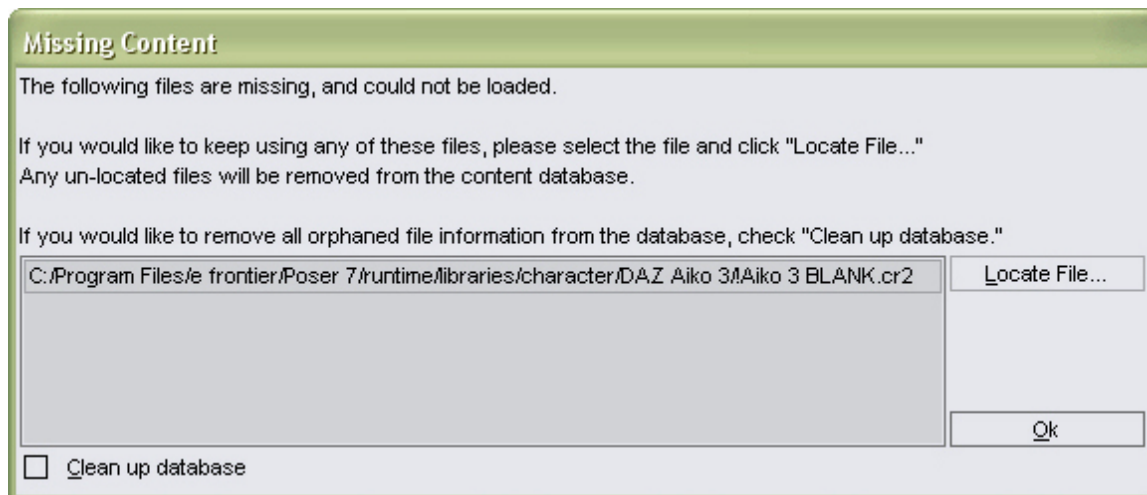 Missing Content
The following files are missing, and could not be loaded.
If you would like to keep using any of these files, please select the file and click "Locate File..."
Any un-located files will be removed from the content database.
If you would like to remove all orphaned file information from the database, check "Clean up database."
C:/Program Files/e frontier/Poser 7/runtime/libraries/character/DAZ Aiko 3/!Aiko 3 BLANK.cr2
Locate File...
Ok
Clean up database